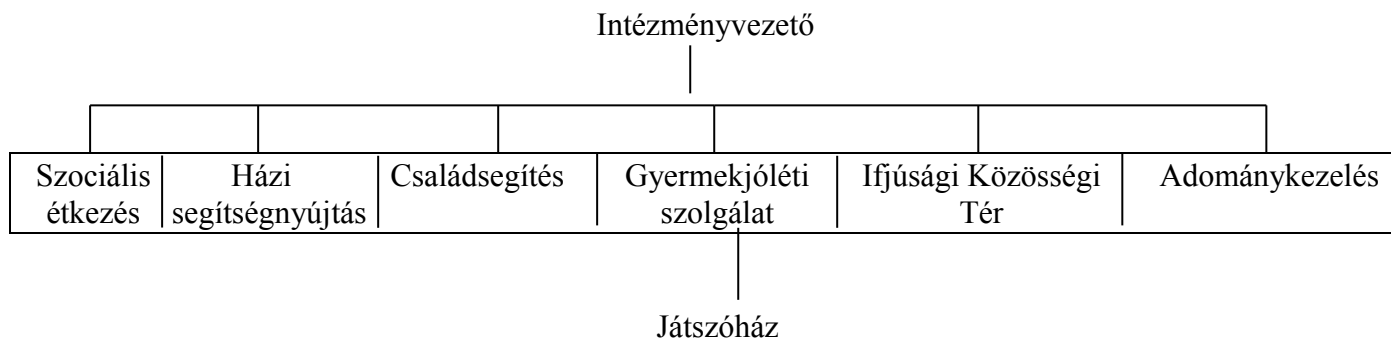 Intézményvezető
Szociális étkezés
Házi segítségnyújtás
Családsegítés
Gyermekjóléti szolgálat
Ifjúsági Közösségi Tér
Adománykezelés
Játszóház